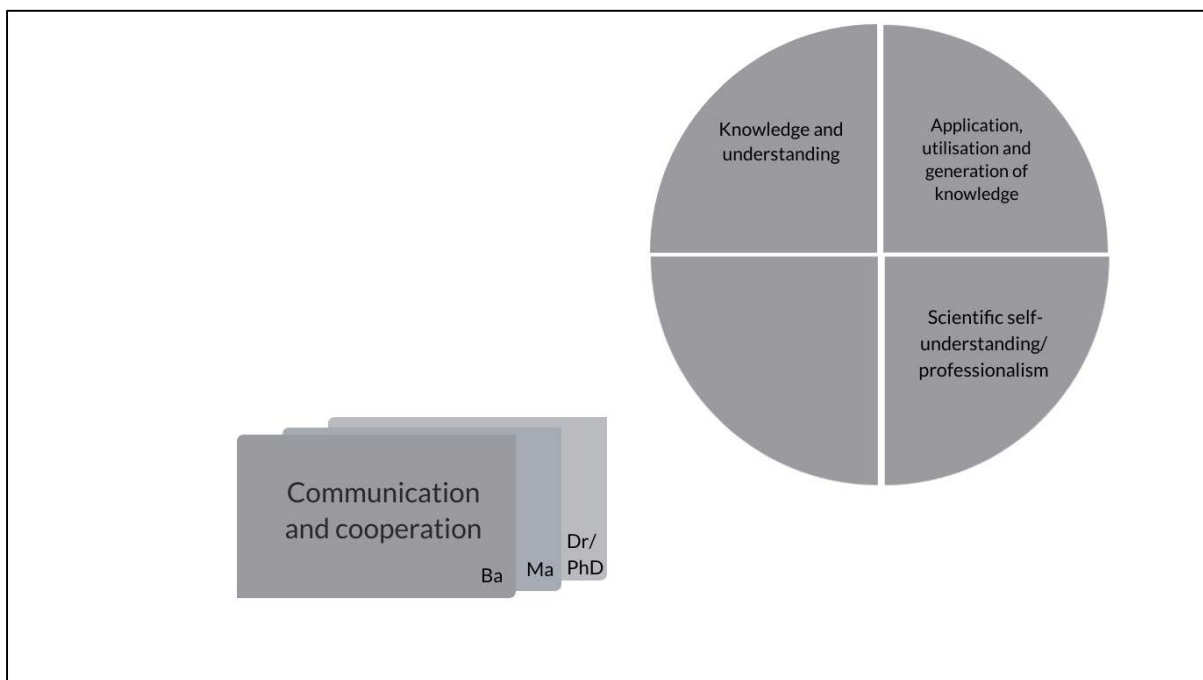 Knowledge and
understanding
Application,
utilisation and
generation of
knowledge
Scientific self-
understanding/
professionalism
Communication
and cooperation
Ba
Ma
Dr/
PhD